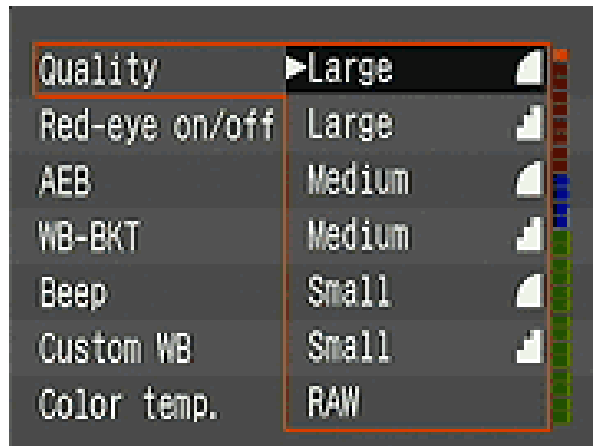 Quality ▶Large
Red-eye on/off Large
AEB Medium
WB-BKT Medium
Beep Small
Custom WB Small
Color temp. RAW